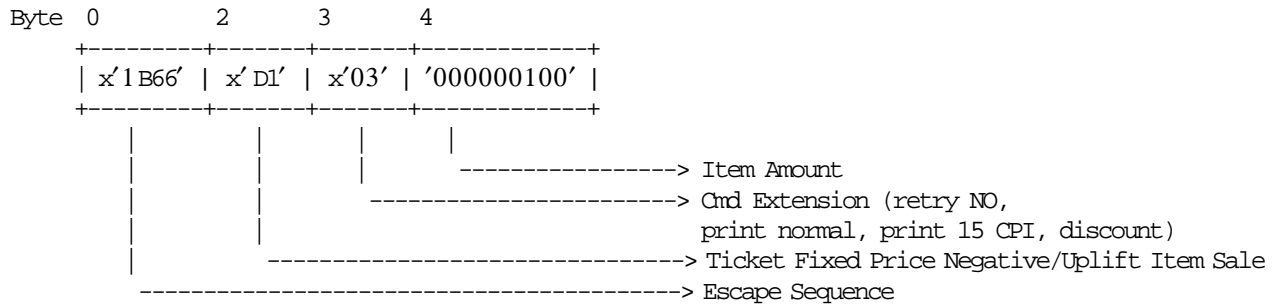 Byte 0 2 3 4
+---------+-------+-------+-------------+
| x'1B66' | x'D1' | x'03' | '000000100' |
+---------+-------+-------+-------------+
| | | |
| | | -----------------> Item Amount
| | ------------------------> Cmd Extension (retry NO,
| | print normal, print 15 CPI, discount)
| --------------------------------> Ticket Fixed Price Negative/Uplift Item Sale
------------------------------------------> Escape Sequence